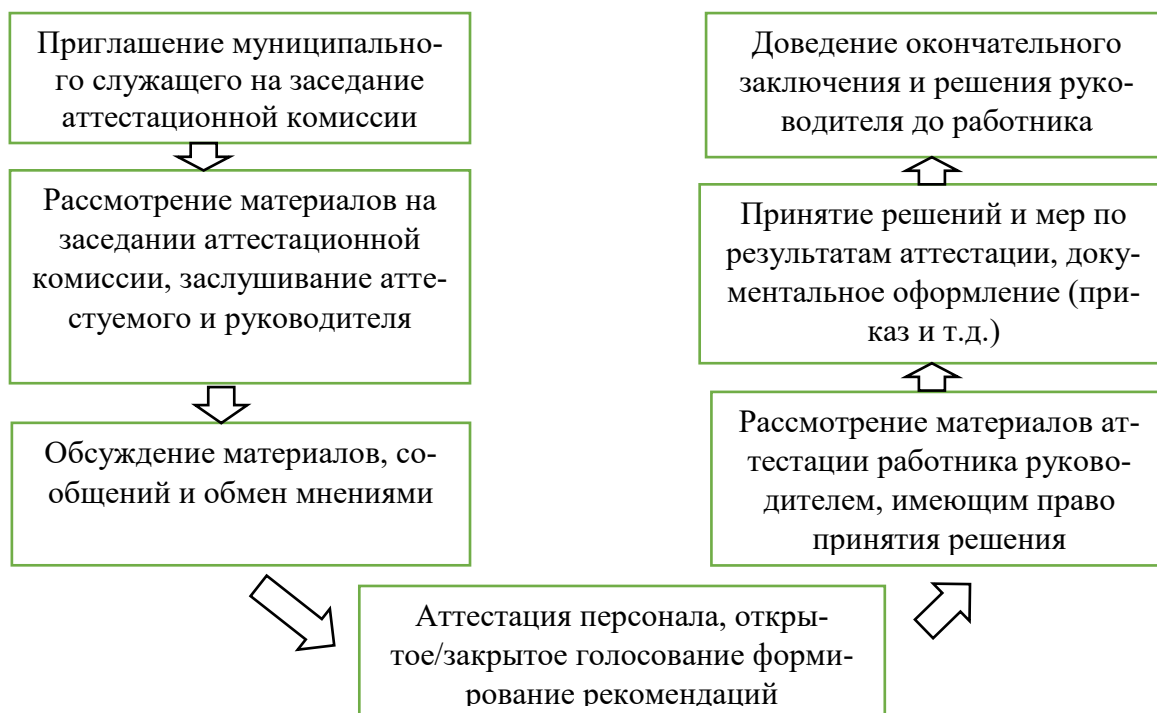 Приглашение муниципально-
го служащего на заседание
аттестационной комиссии
Рассмотрение материалов на
заседании аттестационной
комиссии, заслушивание атте-
стуемого и руководителя
Обсуждение материалов, со-
общений и обмен мнениями
Аттестация персонала, откры-
тое/закрытое голосование форми-
рование рекомендаций
Рассмотрение материалов ат-
тестации работника руково-
дителем, имеющим право
принятия решения
Принятие решений и мер по
результатам аттестации, доку-
ментальное оформление (при-
каз и т.д.)
Доведение окончательного
заключения и решения руко-
водителя до работника